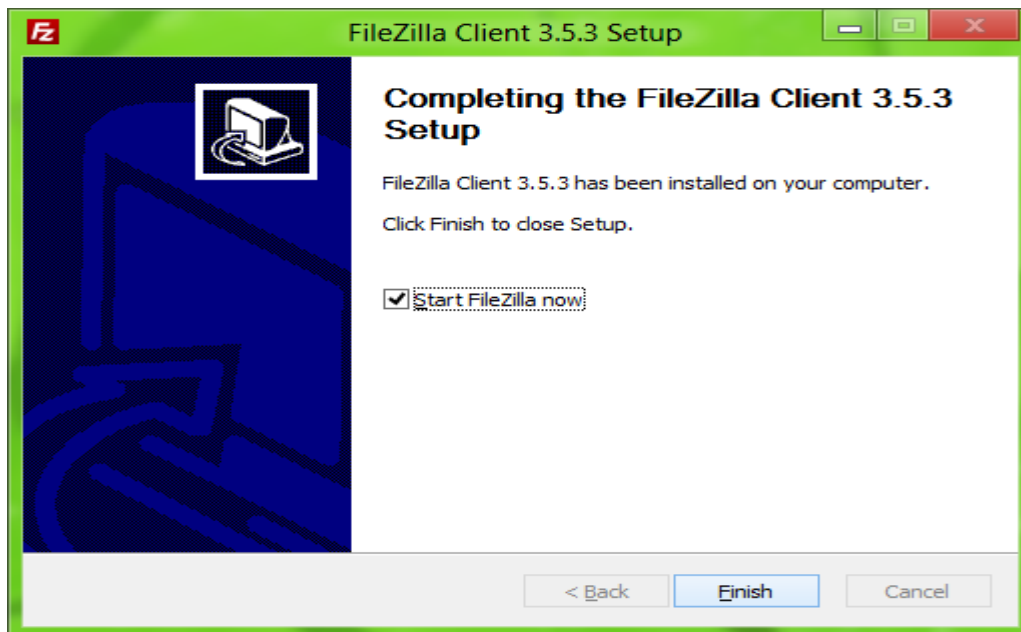 Fz
FileZilla Client 3.5.3 Setup
Completing the FileZilla Client 3.5.3
Setup
FileZilla Client 3.5.3 has been installed on your computer.
Click Finish to close Setup.
Start FileZilla now
< Back
Finish
Cancel